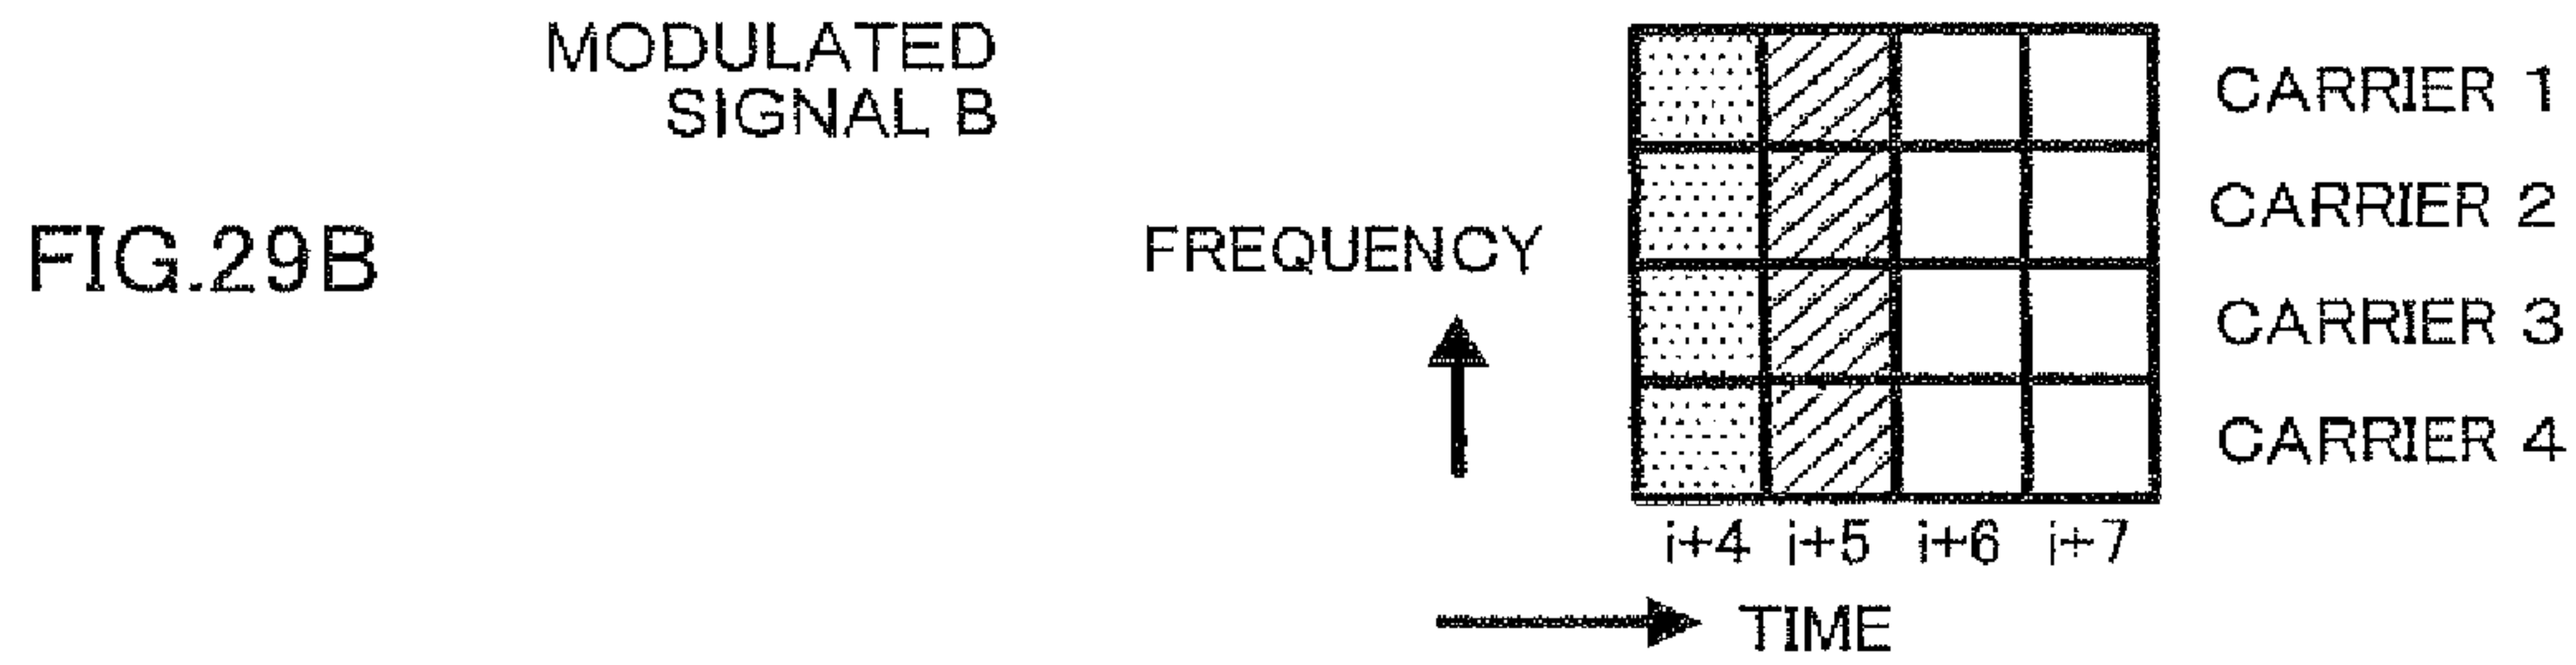 MODULATED
SIGNAL B
FIG.29B
FREQUENCY
CARRIER 1
CARRIER 2
CARRIER 3
CARRIER 4
i+4 i+5 i+6 i+7
TIME